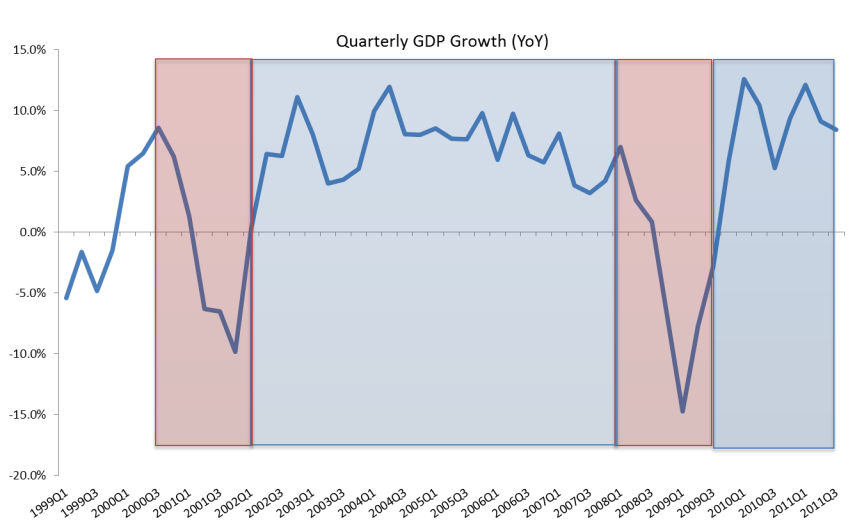 Quarterly GDP Growth (YoY)
15.0%
10.0%
5.0%
0.0%
-5.0%
-10.0%
-15.0%
-20.0%
1999Q1
1999Q3
2000Q1
2000Q3
2001Q1
2001Q3
2002Q1
2002Q3
2003Q1
2003Q3
2004Q1
2004Q3
2005Q1
2005Q3
2006Q1
2006Q3
2007Q1
2007Q3
2008Q1
2008Q3
2009Q1
2009Q3
2010Q1
2010Q3
2011Q1
2011Q3